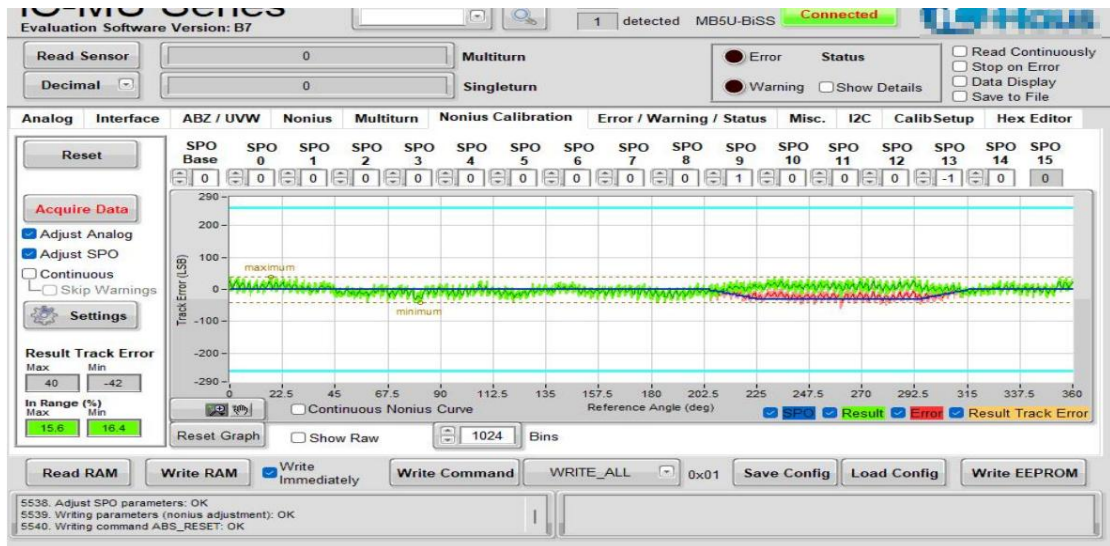 iC-MU Series
Evaluation Software Version: B7
1 detected MB5U-BiSS Connected
Read Sensor 0 Multiturn
Decimal 0 Singleturn
Error Status
Warning Show Details
Read Continuously
Stop on Error
Data Display
Save to File
Analog Interface ABZ / UVW Nonius Multiturn Nonius Calibration Error / Warning / Status Misc. I2C CalibSetup Hex Editor
Reset
SPO Base SPO 0 SPO 1 SPO 2 SPO 3 SPO 4 SPO 5 SPO 6 SPO 7 SPO 8 SPO 9 SPO 10 SPO 11 SPO 12 SPO 13 SPO 14 SPO 15
0 0 0 0 0 0 0 0 0 0 1 0 0 0 -1 0 0
Acquire Data
Adjust Analog
Adjust SPO
Continuous
Skip Warnings
Settings
Result Track Error
Max Min
40 -42
In Range (%)
Max Min
15.6 16.4
Track Error (LSB)
290
200
100
0
-100
-200
-290
maximum
minimum
0 22.5 45 67.5 90 112.5 135 157.5 180 202.5 225 247.5 270 292.5 315 337.5 360
Continuous Nonius Curve
Reference Angle (deg)
SPO Result Error Result Track Error
Reset Graph Show Raw 1024 Bins
Read RAM Write RAM Write Immediately Write Command WRITE_ALL 0x01 Save Config Load Config Write EEPROM
5538. Adjust SPO parameters: OK
5539. Writing parameters (nonius adjustment): OK
5540. Writing command ABS_RESET: OK